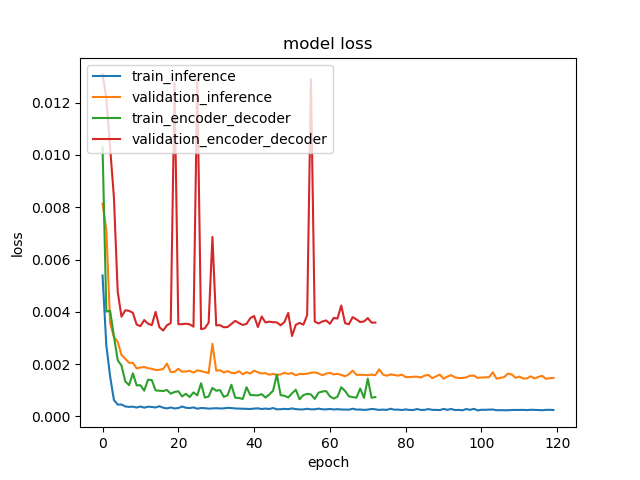 model loss
train_inference
validation_inference
train_encoder_decoder
validation_encoder_decoder
0.012
0.010
0.008
0.006
0.004
0.002
0.000
loss
0 20 40 60 80 100 120
epoch